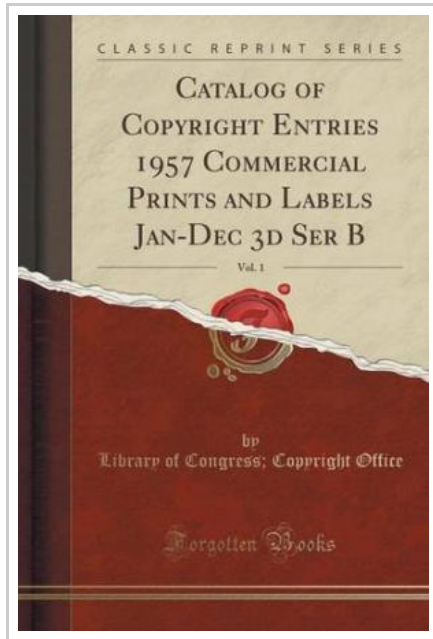 CLASSIC REPRINT SERIES
CATALOG OF
COPYRIGHT ENTRIES
1957 COMMERCIAL
PRINTS AND LABELS
JAN-DEC 3D SER B
Vol. 1
F
by
Library of Congress; Copyright Office
Forgotten Books